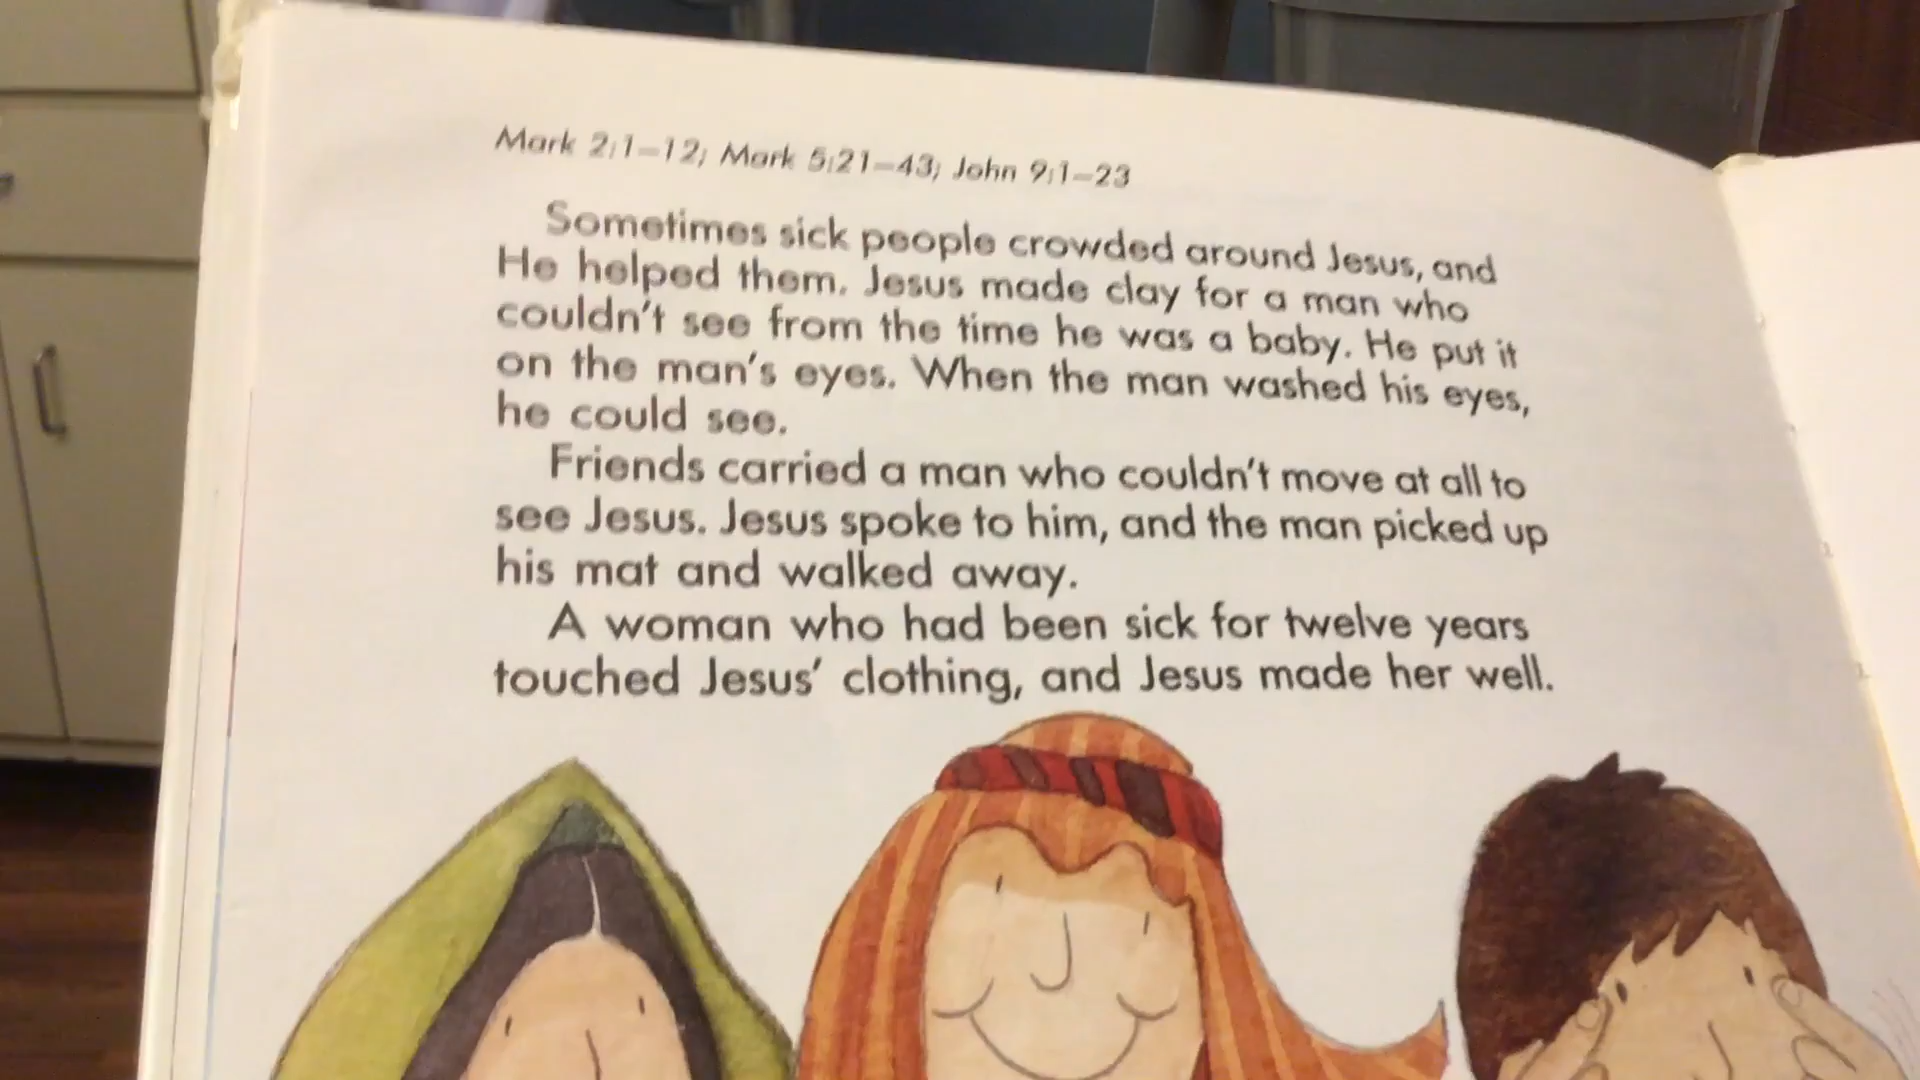 Mark 2:1–12; Mark 5:21–43; John 9:1–23
Sometimes sick people crowded around Jesus, and
He helped them. Jesus made clay for a man who
couldn't see from the time he was a baby. He put it
on the man's eyes. When the man washed his eyes,
he could see.
Friends carried a man who couldn't move at all to
see Jesus. Jesus spoke to him, and the man picked up
his mat and walked away.
A woman who had been sick for twelve years
touched Jesus' clothing, and Jesus made her well.